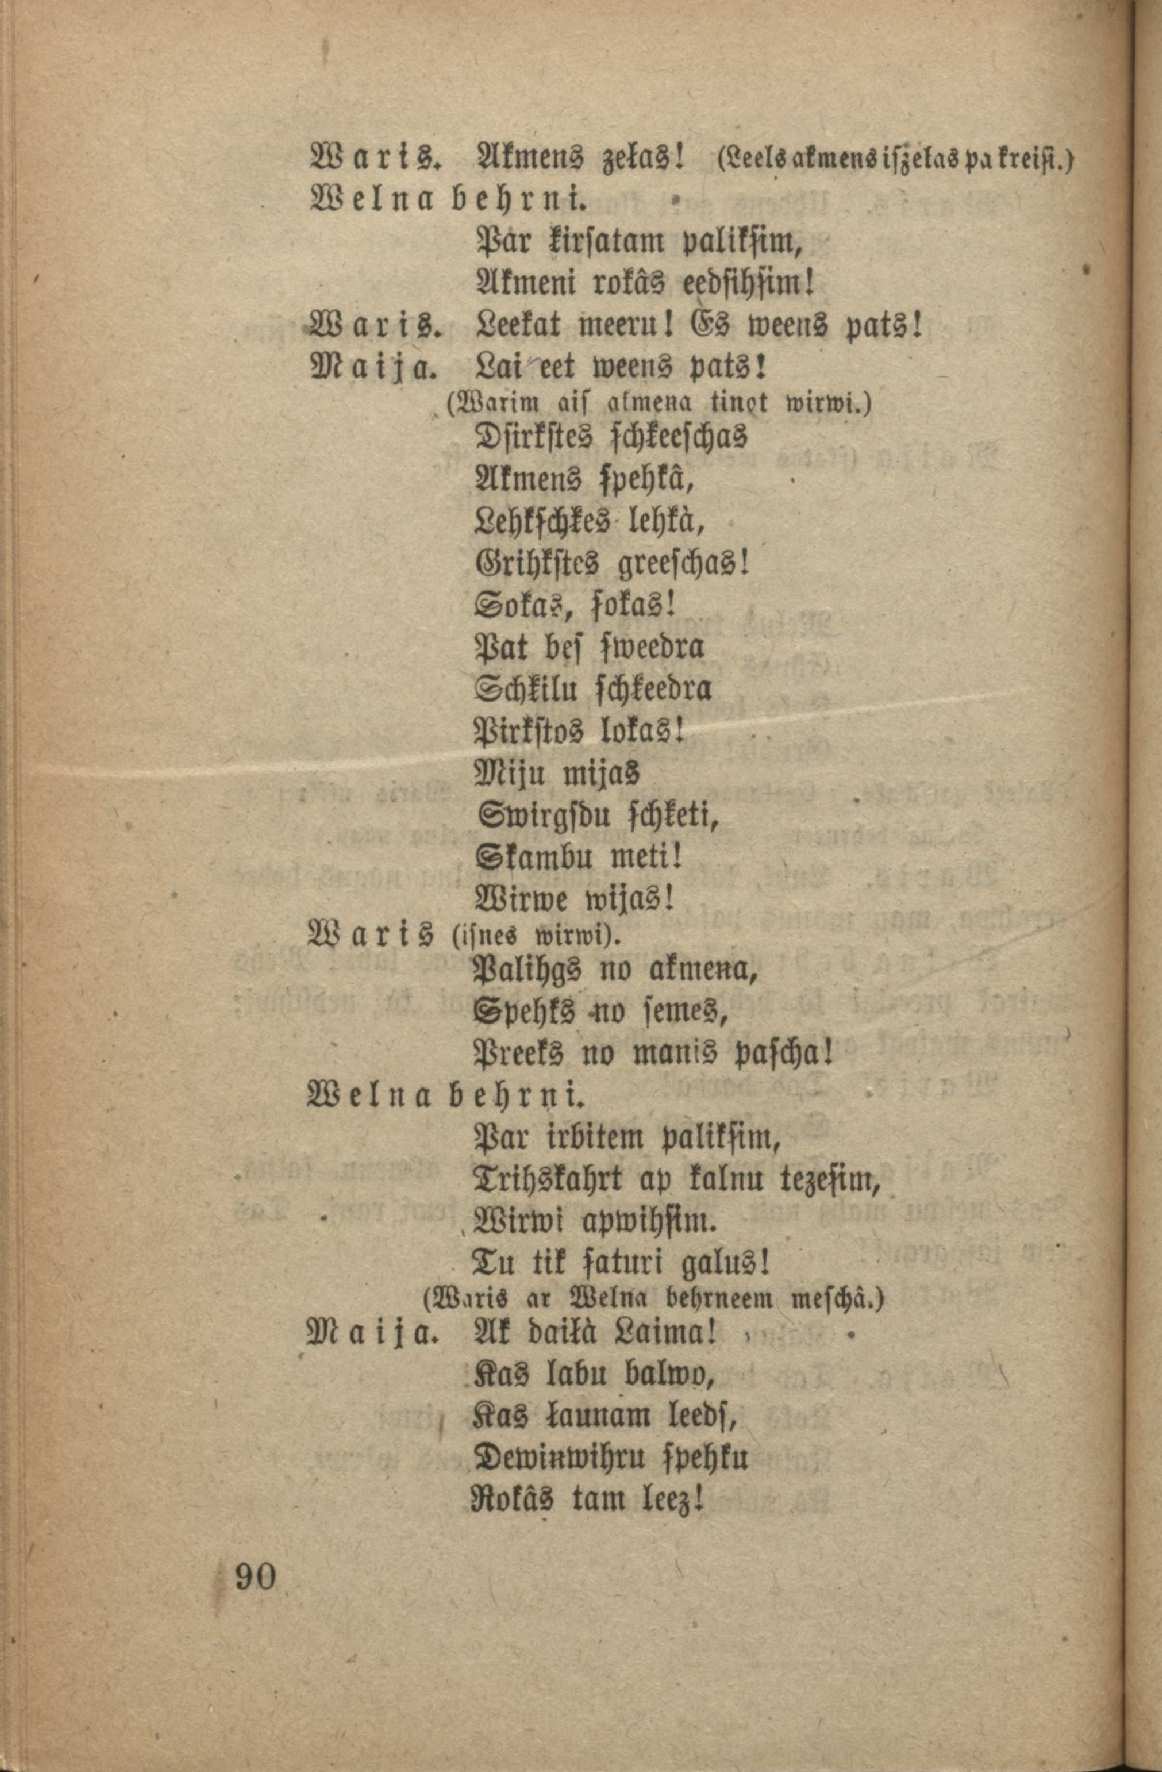 Waris. Akmens zeļas! (Leels akmens iſzeļas pa kreiſi.)
Welna behrni.
Par kirſatam paliksim,
Akmeni rokâs eedſihſim!
Waris. Leekat meeru! Es weens pats!
Maija. Lai eet weens pats!
(Warim aiſ akmena tinot wirwi.)
Dſirkſtes ſchkeeſchas
Akmens ſpehkâ,
Lehkſchkes lehkà,
Grihkſtes greeſchas!
Sokas, ſokas!
Pat beſ ſweedra
Schkilu ſchkeedra
Pirkſtos lokas!
Miju mijas
Swirgſdu ſchketi,
Skambu meti!
Wirwe wijas!
Waris (iſnes wirwi).
Palihgs no akmena,
Spehks no ſemes,
Preeks no manis paſcha!
Welna behrni.
Par irbitem paliksim,
Trihskahrt ap kalnu tezeſim,
Wirwi apwihſim.
Tu tik ſaturi galus!
(Waris ar Welna behrneem meſchâ.)
Maija. Ak daiļà Laima!
Kas labu balwo,
Kas ļaunam leedſ,
Dewinwihru ſpehku
Rokâs tam leez!
90